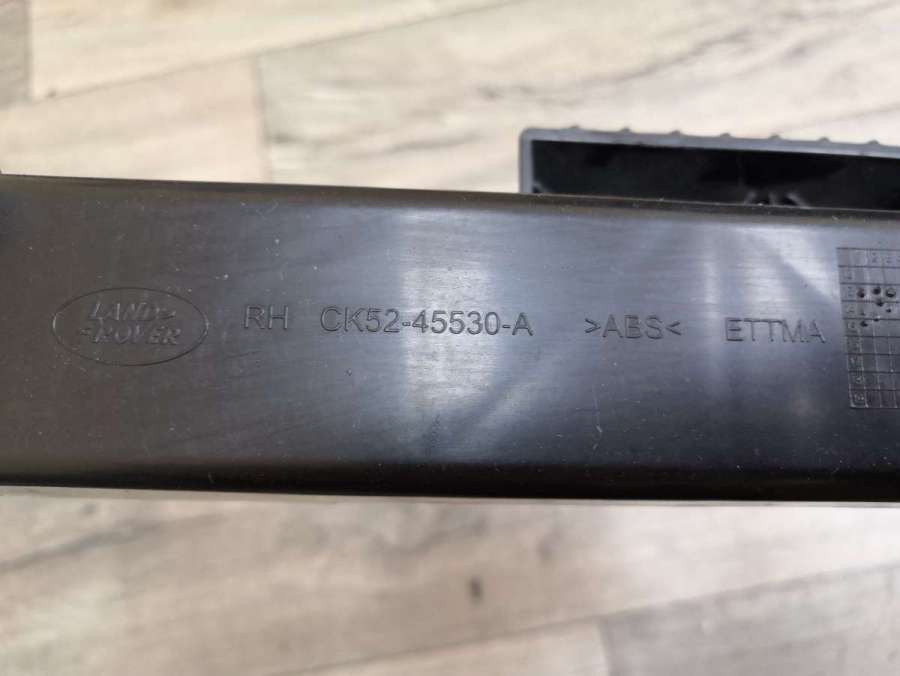 LAND-
-ROVER
RH CK52-45530-A >ABS< ETTMA